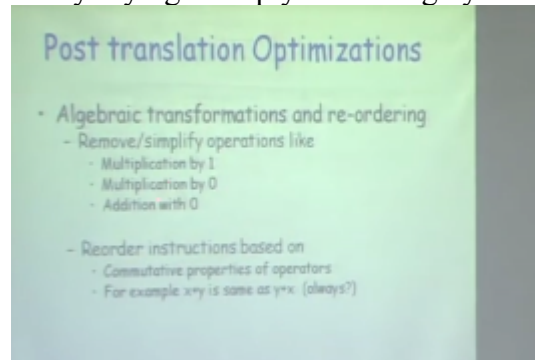 Post translation Optimizations
• Algebraic transformations and re-ordering
– Remove/simplify operations like
• Multiplication by 1
• Multiplication by 0
• Addition with 0
– Reorder instructions based on
• Commutative properties of operators
• For example x+y is same as y+x (always?)